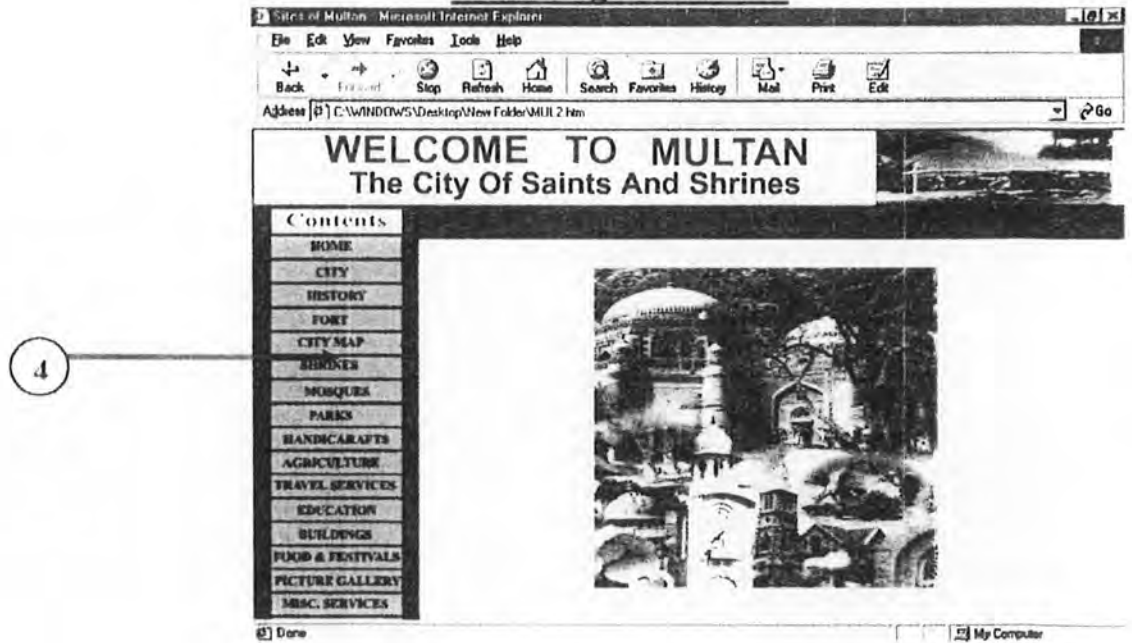 Sites of Multan - Microsoft Internet Explorer
File Edit View Favorites Tools Help
Back Forward Stop Refresh Home Search Favorites History Mail Print Edit
Address C:\WINDOWS\Desktop\New Folder\MUL2.htm Go
WELCOME TO MULTAN
The City Of Saints And Shrines
Contents
HOME
CITY
HISTORY
FORT
CITY MAP
4
SHRINES
MOSQUES
PARKS
HANDICARAFTS
AGRICULTURE
TRAVEL SERVICES
EDUCATION
BUILDINGS
FOOD & FESTIVALS
PICTURE GALLERY
MISC. SERVICES
Done My Computer